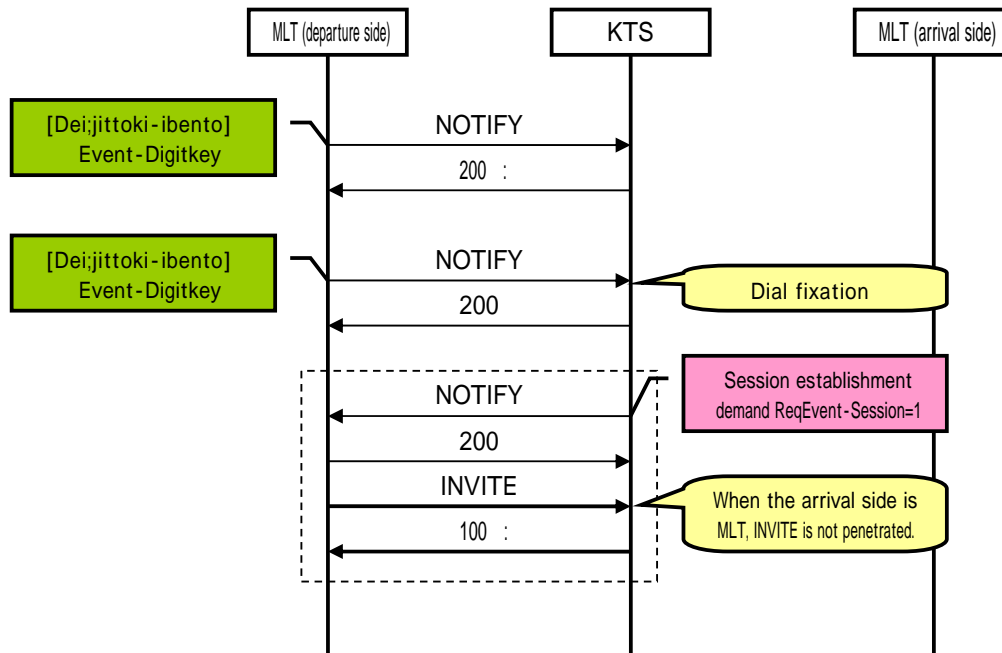 MLT (departure side)
KTS
MLT (arrival side)
[Dei;jittoki-ibento]
Event-Digitkey
NOTIFY
200 :
[Dei;jittoki-ibento]
Event-Digitkey
NOTIFY
Dial fixation
200
Session establishment
demand ReqEvent-Session=1
NOTIFY
200
INVITE
When the arrival side is
MLT, INVITE is not penetrated.
100 :